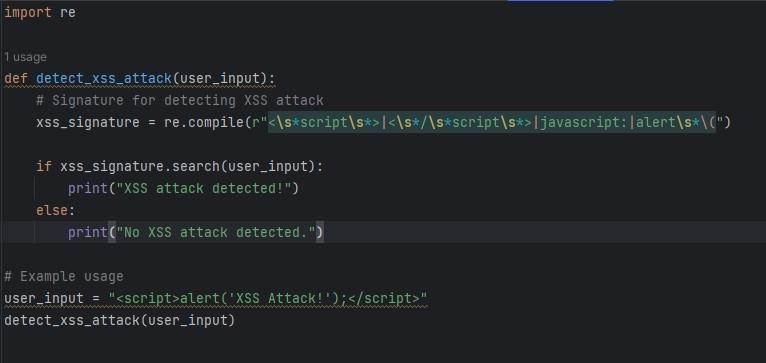 import re
1 usage
def detect_xss_attack(user_input):
    # Signature for detecting XSS attack
    xss_signature = re.compile(r"<\s*script\s*>|<\s*/\s*script\s*>|javascript:|alert\s*\(")
    if xss_signature.search(user_input):
        print("XSS attack detected!")
    else:
        print("No XSS attack detected.")
# Example usage
user_input = "<script>alert('XSS Attack!');</script>"
detect_xss_attack(user_input)